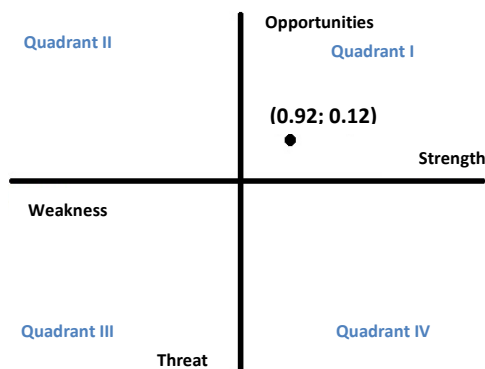 Opportunities
Quadrant II
Quadrant I
(0.92; 0.12)
Strength
Weakness
Quadrant III
Quadrant IV
Threat